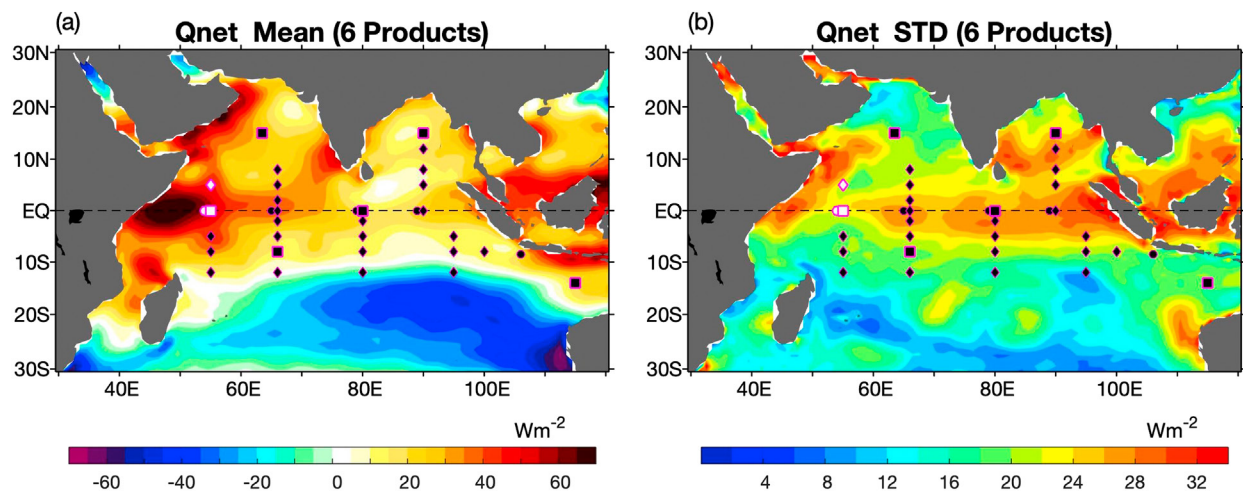 (a) Qnet Mean (6 Products)
30N
20N
10N
EQ
10S
20S
30S
40E 60E 80E 100E
Wm-2
-60 -40 -20 0 20 40 60
(b) Qnet STD (6 Products)
30N
20N
10N
EQ
10S
20S
30S
40E 60E 80E 100E
Wm-2
4 8 12 16 20 24 28 32